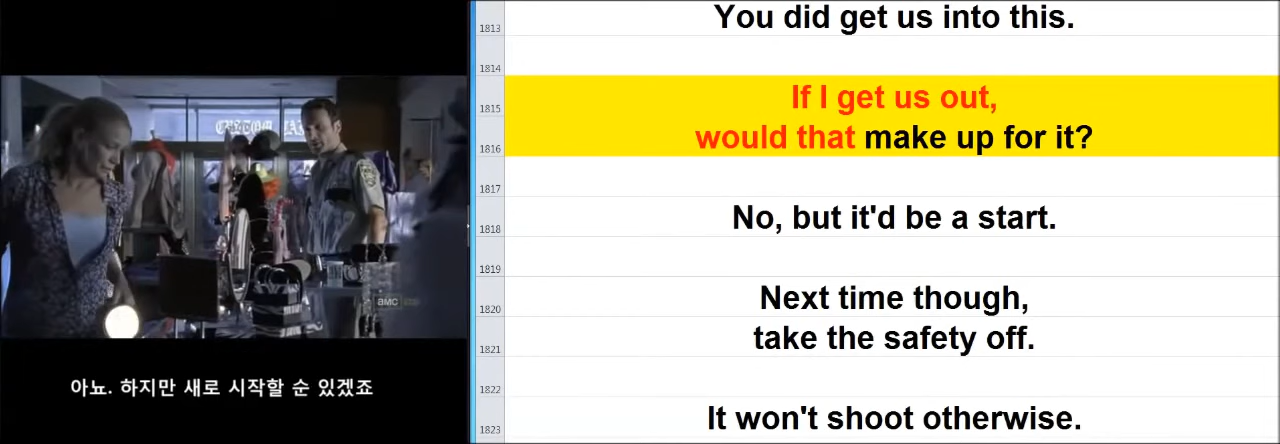 amc
아뇨. 하지만 새로 시작할 순 있겠죠
1813
You did get us into this.
1814
1815
If I get us out,
1816
would that make up for it?
1817
1818
No, but it'd be a start.
1819
1820
Next time though,
1821
take the safety off.
1822
1823
It won't shoot otherwise.